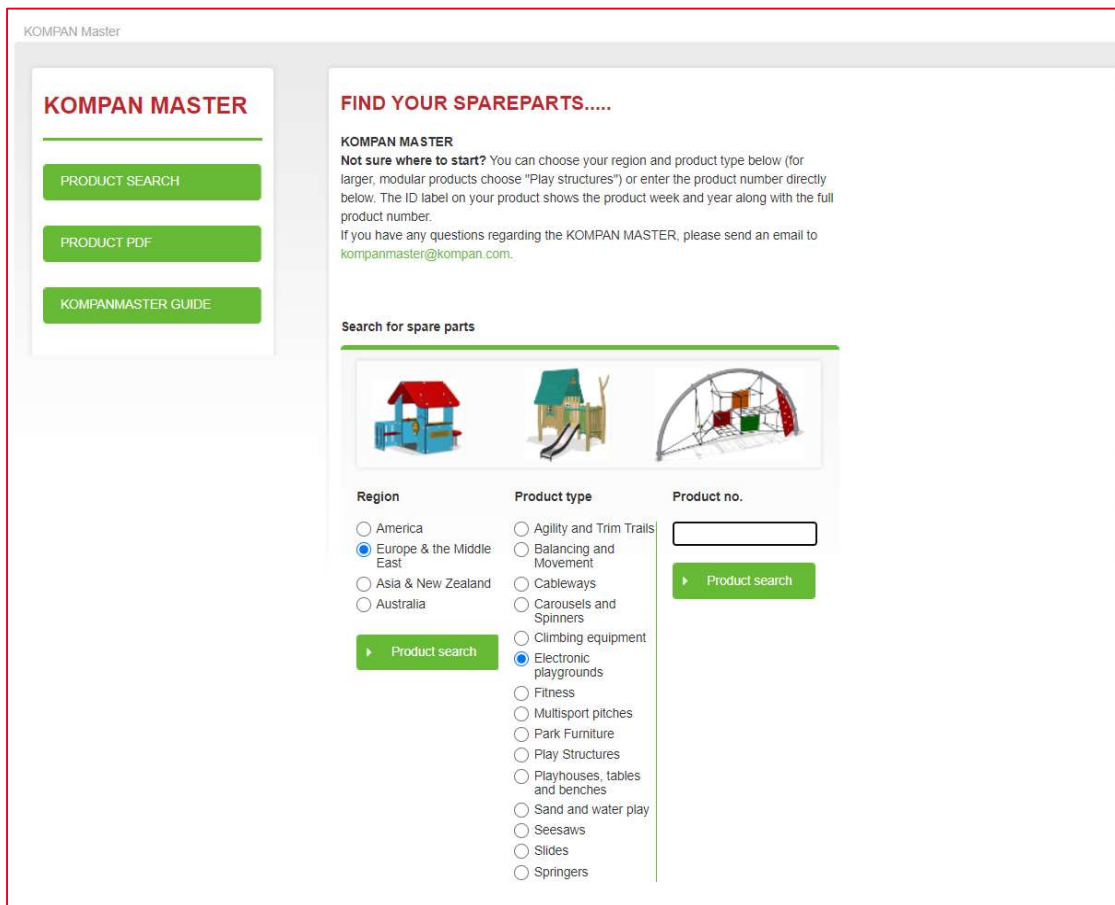 KOMPAN Master
KOMPAN MASTER
PRODUCT SEARCH
PRODUCT PDF
KOMPANMASTER GUIDE
FIND YOUR SPAREPARTS.....
KOMPAN MASTER
Not sure where to start? You can choose your region and product type below (for
larger, modular products choose "Play structures") or enter the product number directly
below. The ID label on your product shows the product week and year along with the full
product number.
If you have any questions regarding the KOMPAN MASTER, please send an email to
kompanmaster@kompan.com.
Search for spare parts
Region
America
Europe & the Middle
East
Asia & New Zealand
Australia
Product search
Product type
Agility and Trim Trails
Balancing and
Movement
Cableways
Carousels and
Spinners
Climbing equipment
Electronic
playgrounds
Fitness
Multisport pitches
Park Furniture
Play Structures
Playhouses, tables
and benches
Sand and water play
Seesaws
Slides
Springers
Product no.
Product search